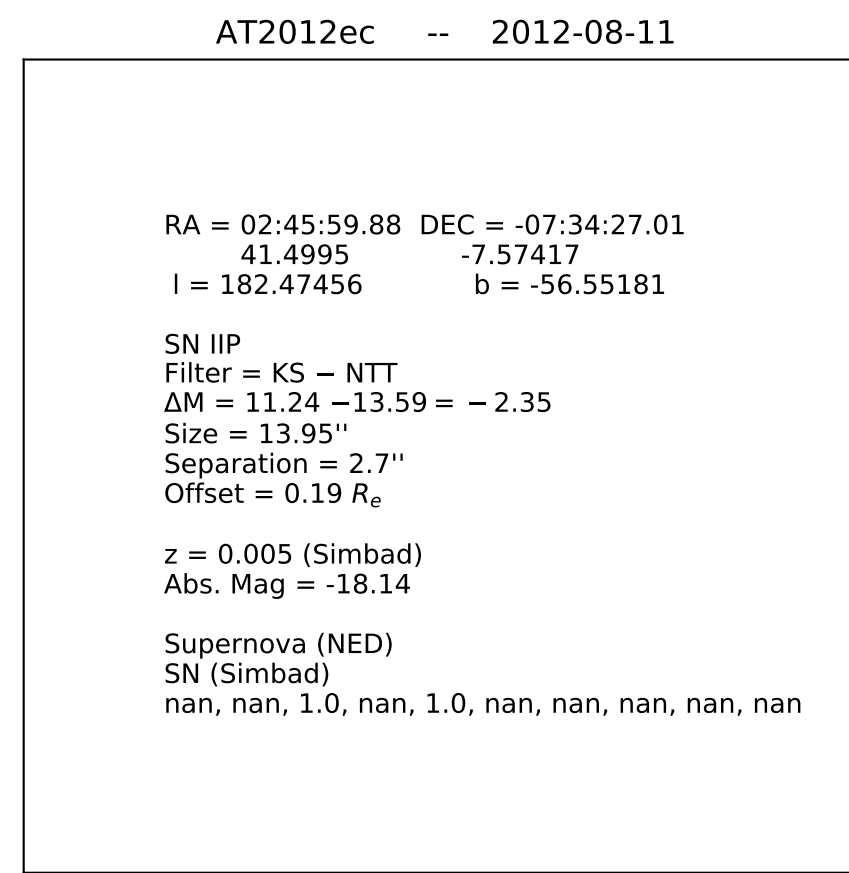 AT2012ec -- 2012-08-11
RA = 02:45:59.88 DEC = -07:34:27.01
41.4995 -7.57417
l = 182.47456 b = -56.55181
SN IIP
Filter = KS − NTT
ΔM = 11.24 −13.59 = − 2.35
Size = 13.95''
Separation = 2.7''
Offset = 0.19 Rₑ
z = 0.005 (Simbad)
Abs. Mag = -18.14
Supernova (NED)
SN (Simbad)
nan, nan, 1.0, nan, 1.0, nan, nan, nan, nan, nan